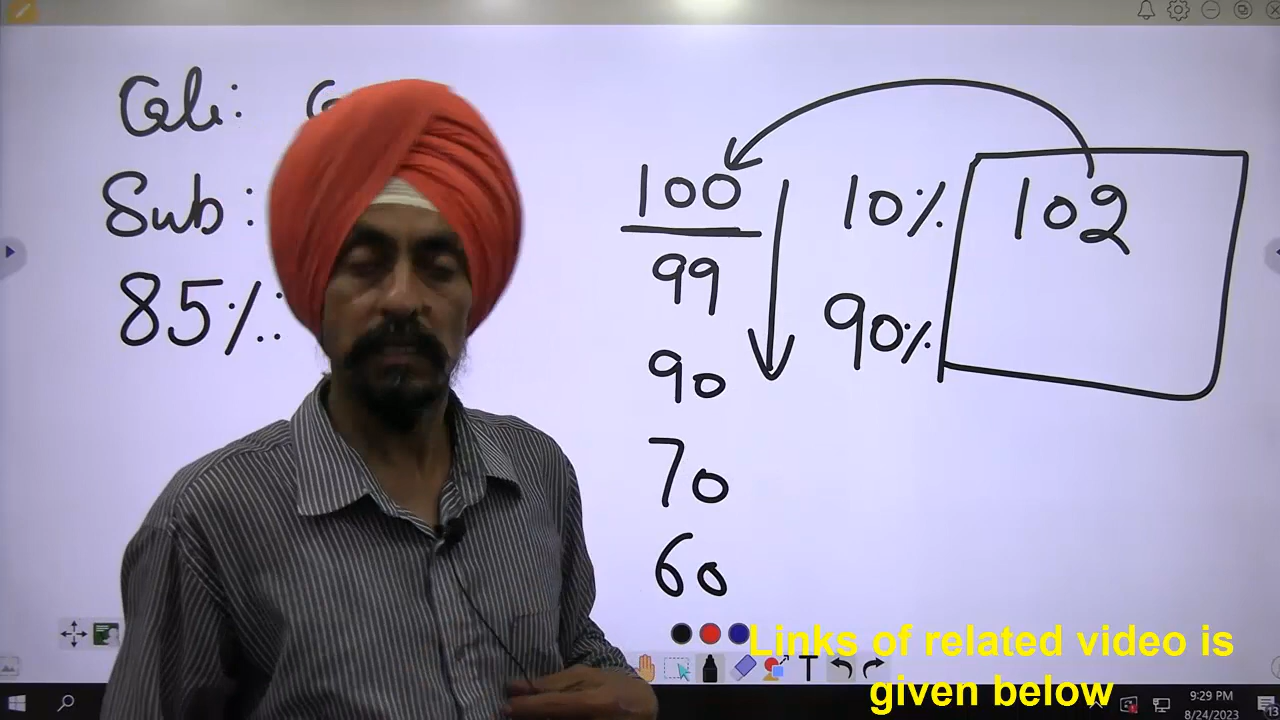 Sub:
85%:
100
99
90
70
60
10%
90%
102
Links of related video is
given below
T
9:29 PM
8/24/2023
13